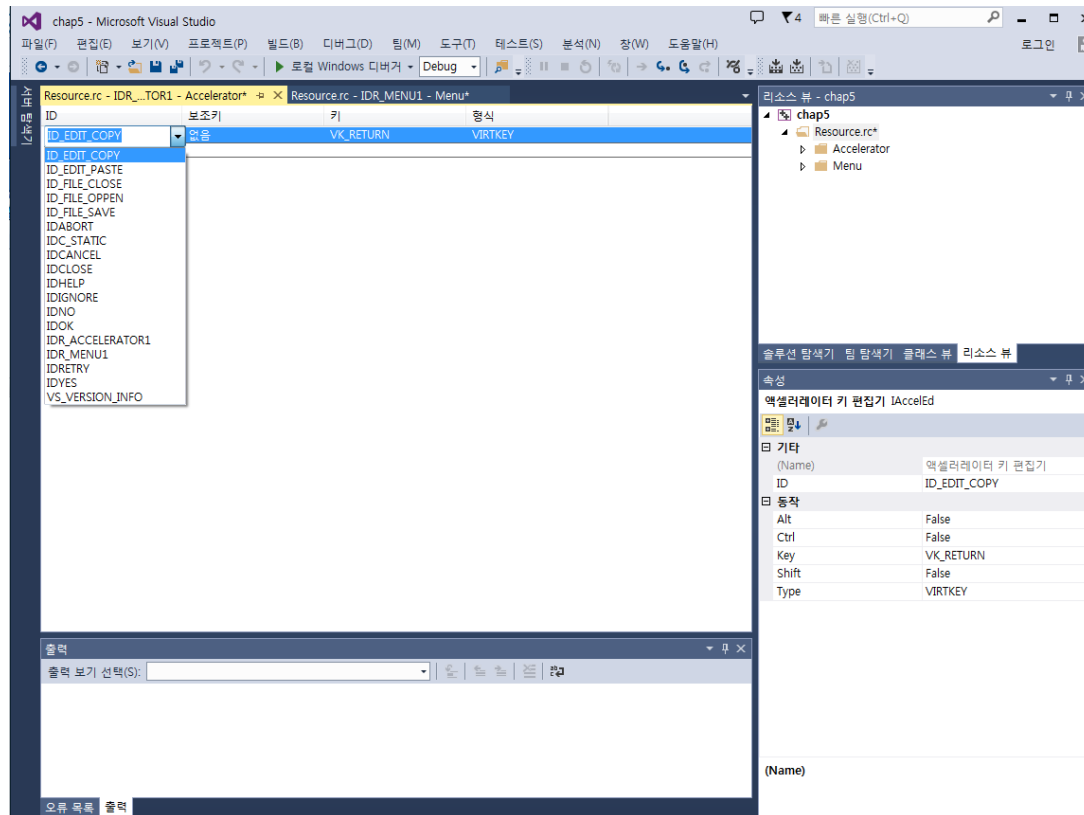 chap5 - Microsoft Visual Studio
4
빠른 실행(Ctrl+Q)
파일(F) 편집(E) 보기(V) 프로젝트(P) 빌드(B) 디버그(D) 팀(M) 도구(T) 테스트(S) 분석(N) 창(W) 도움말(H)
로그인
로컬 Windows 디버거
Debug
서버 탐색기
Resource.rc - IDR_...TOR1 - Accelerator*
Resource.rc - IDR_MENU1 - Menu*
ID 보조키 키 형식
ID_EDIT_COPY 없음 VK_RETURN VIRTKEY
ID_EDIT_COPY
ID_EDIT_PASTE
ID_FILE_CLOSE
ID_FILE_OPPEN
ID_FILE_SAVE
IDABORT
IDC_STATIC
IDCANCEL
IDCLOSE
IDHELP
IDIGNORE
IDNO
IDOK
IDR_ACCELERATOR1
IDR_MENU1
IDRETRY
IDYES
VS_VERSION_INFO
출력
출력 보기 선택(S):
오류 목록 출력
리소스 뷰 - chap5
chap5
Resource.rc*
Accelerator
Menu
솔루션 탐색기 팀 탐색기 클래스 뷰 리소스 뷰
속성
액셀러레이터 키 편집기 IAccelEd
기타
(Name) 액셀러레이터 키 편집기
ID ID_EDIT_COPY
동작
Alt False
Ctrl False
Key VK_RETURN
Shift False
Type VIRTKEY
(Name)